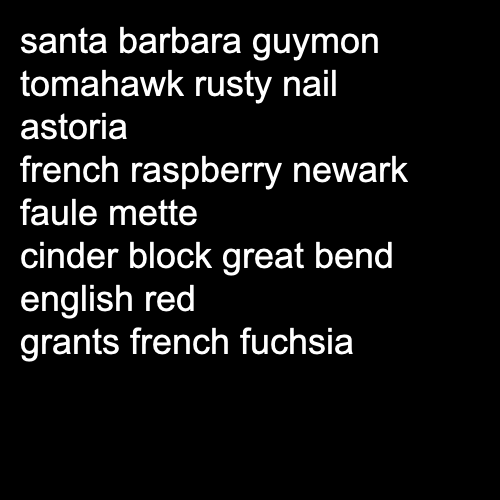 santa barbara guymon
tomahawk rusty nail
astoria
french raspberry newark
faule mette
cinder block great bend
english red
grants french fuchsia